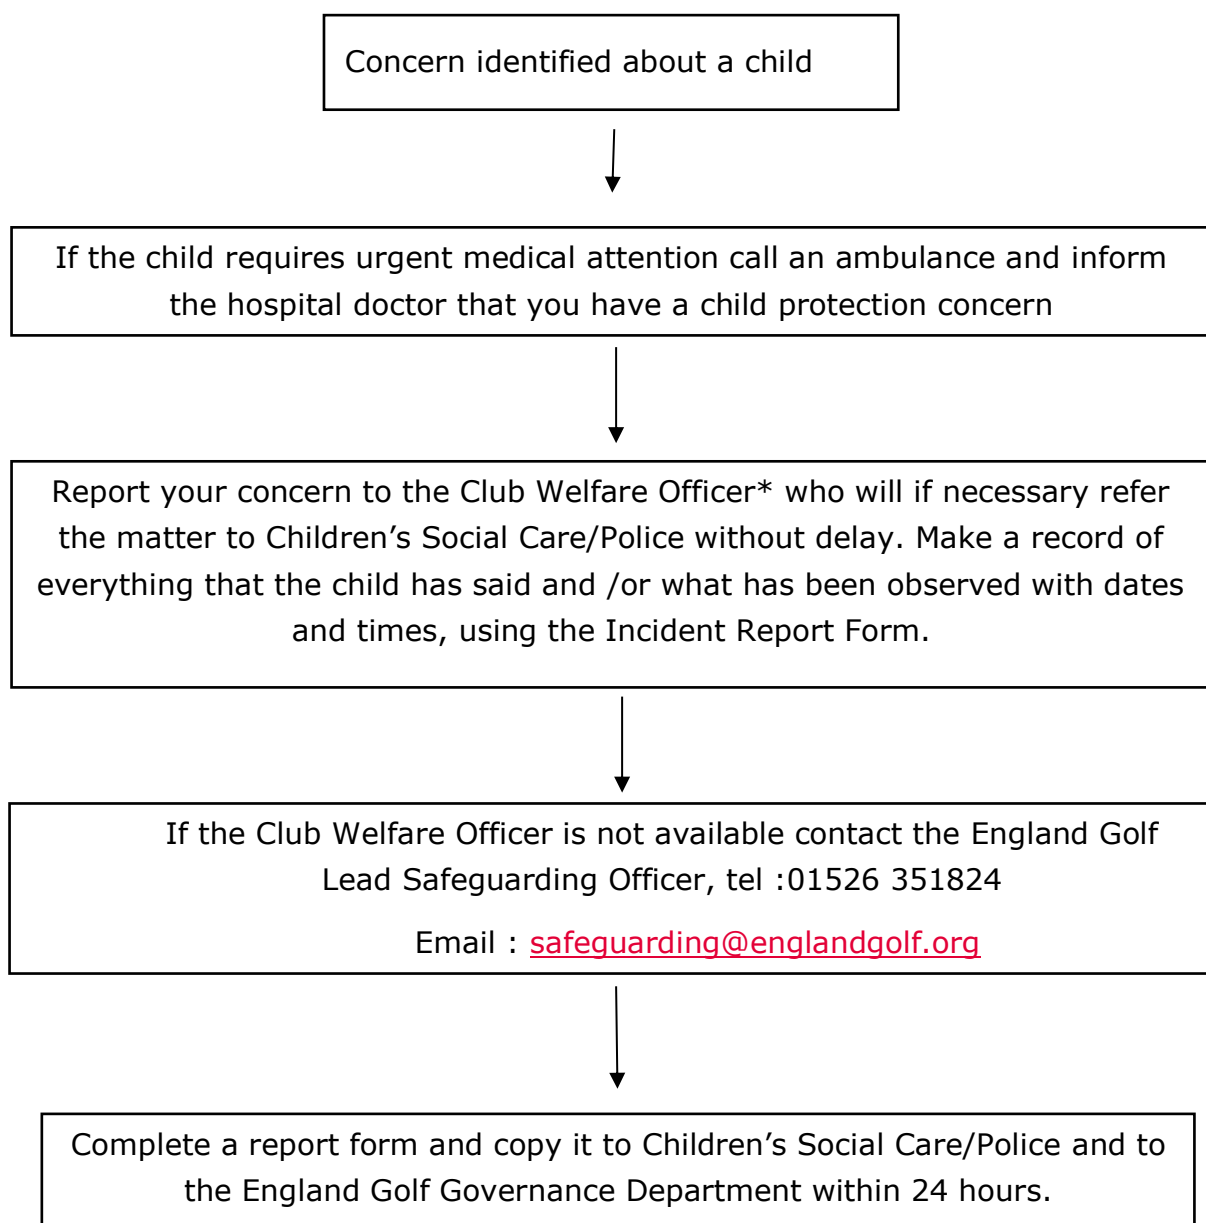 Concern identified about a child
If the child requires urgent medical attention call an ambulance and inform
the hospital doctor that you have a child protection concern
Report your concern to the Club Welfare Officer* who will if necessary refer
the matter to Children’s Social Care/Police without delay. Make a record of
everything that the child has said and /or what has been observed with dates
and times, using the Incident Report Form.
If the Club Welfare Officer is not available contact the England Golf
Lead Safeguarding Officer, tel :01526 351824
Email : safeguarding@englandgolf.org
Complete a report form and copy it to Children’s Social Care/Police and to
the England Golf Governance Department within 24 hours.